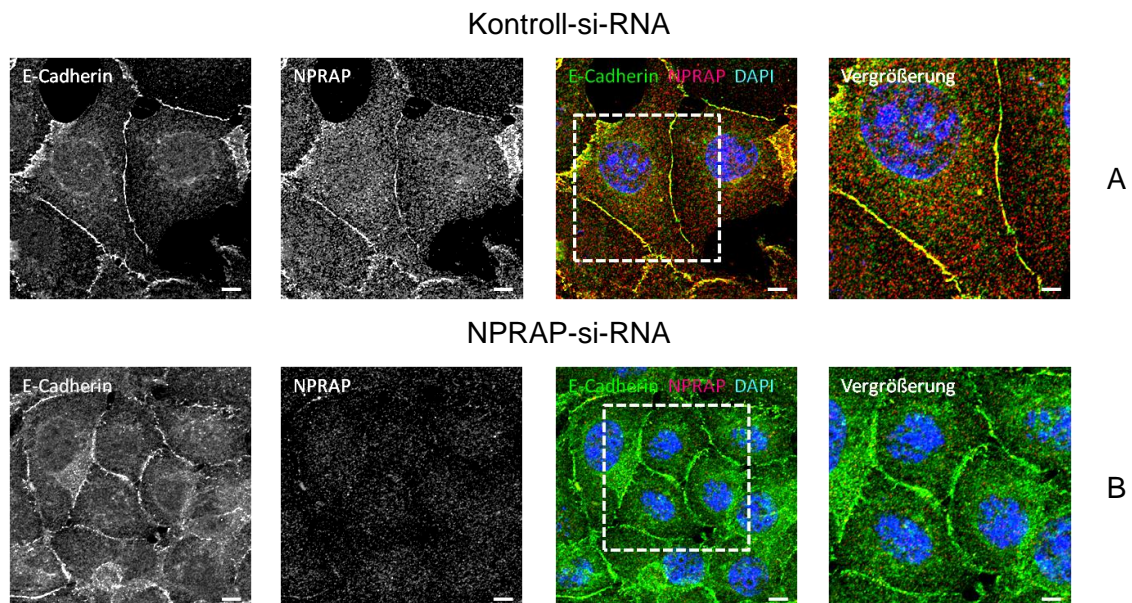 Kontroll-si-RNA
E-Cadherin
NPRAP
E-Cadherin NPRAP DAPI
Vergrößerung
A
NPRAP-si-RNA
E-Cadherin
NPRAP
E-Cadherin NPRAP DAPI
Vergrößerung
B